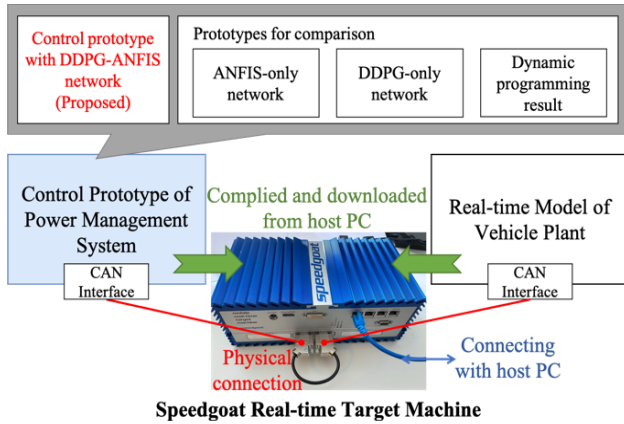 Control prototype
with DDPG-ANFIS
network
(Proposed)
Prototypes for comparison
ANFIS-only
network
DDPG-only
network
Dynamic
programming
result
Control Prototype of
Power Management
System
CAN
Interface
Complied and downloaded
from host PC
Real-time Model of
Vehicle Plant
CAN
Interface
speedgoat
Physical
connection
Connecting
with host PC
Speedgoat Real-time Target Machine